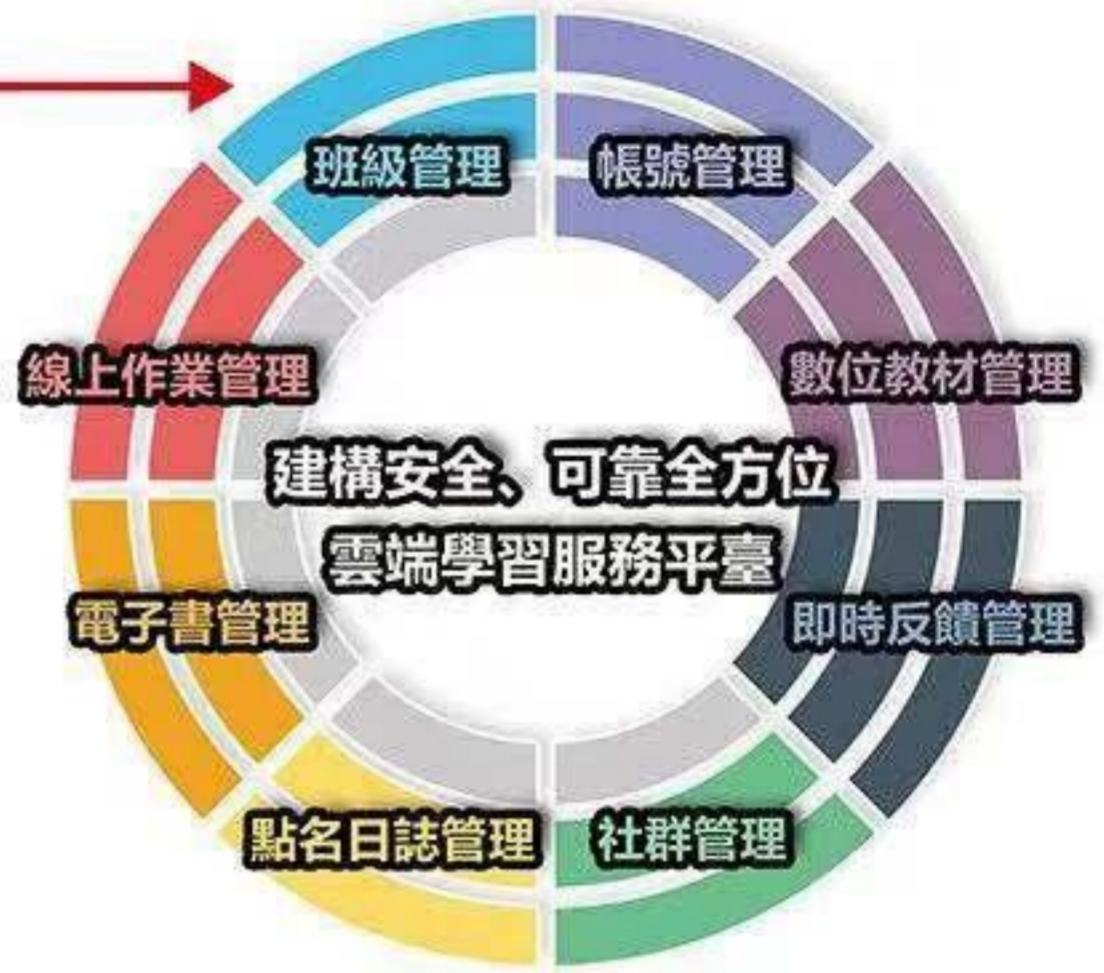 班級管理
帳號管理
線上作業管理
數位教材管理
建構安全、可靠全方位
雲端學習服務平臺
電子書管理
即時反饋管理
點名日誌管理
社群管理